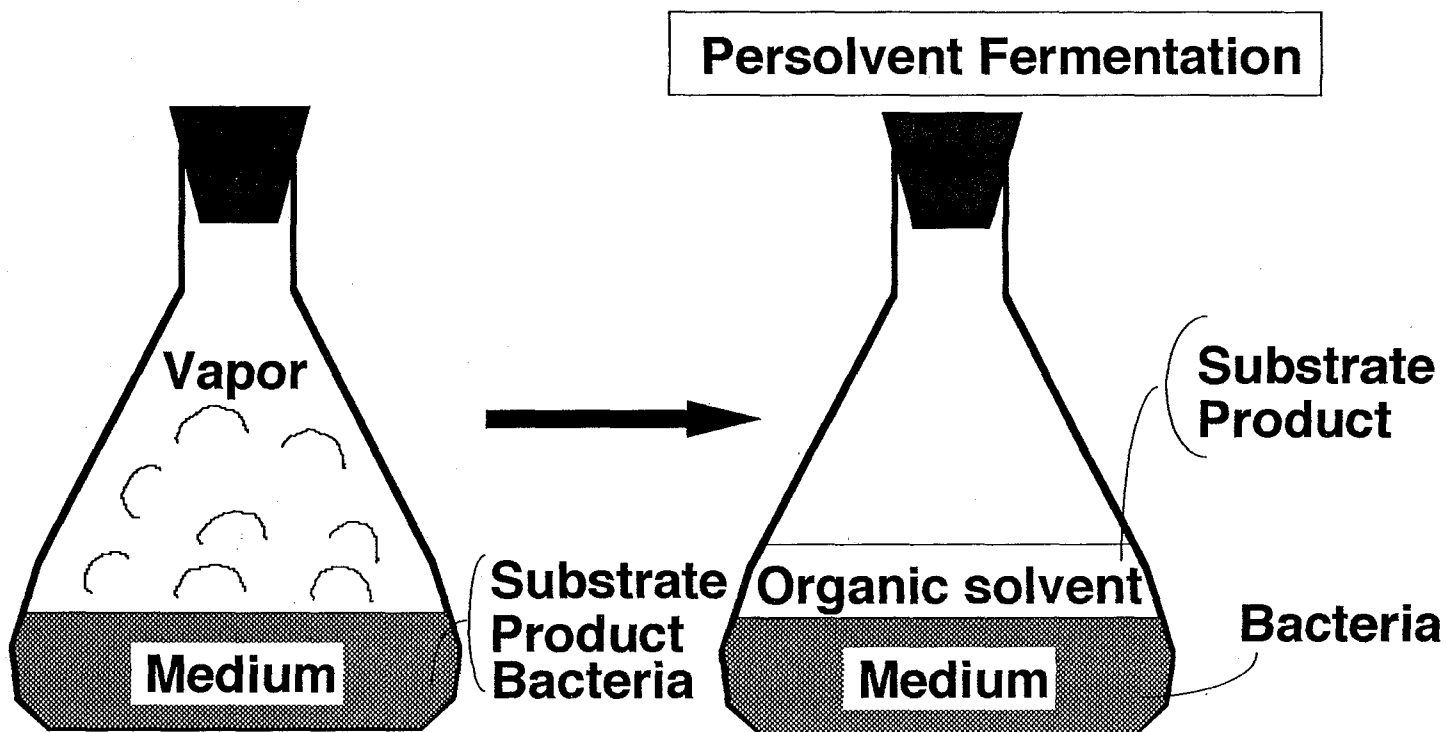 Persolvent Fermentation
Vapor
Substrate
Product
Bacteria
Medium
Substrate
Product
Organic solvent
Bacteria
Medium